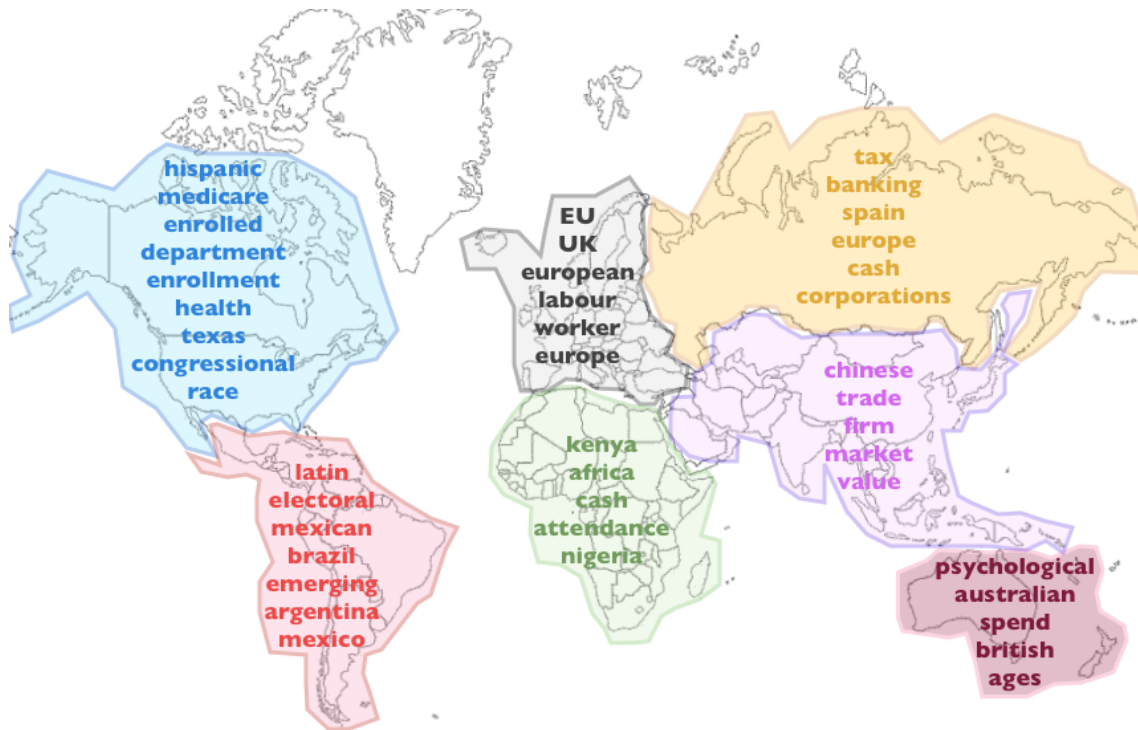 hispanic
medicare
enrolled
department
enrollment
health
texas
congressional
race
latin
electoral
mexican
brazil
emerging
argentina
mexico
EU
UK
european
labour
worker
europe
kenya
africa
cash
attendance
nigeria
tax
banking
spain
europe
cash
corporations
chinese
trade
firm
market
value
psychological
australian
spend
british
ages